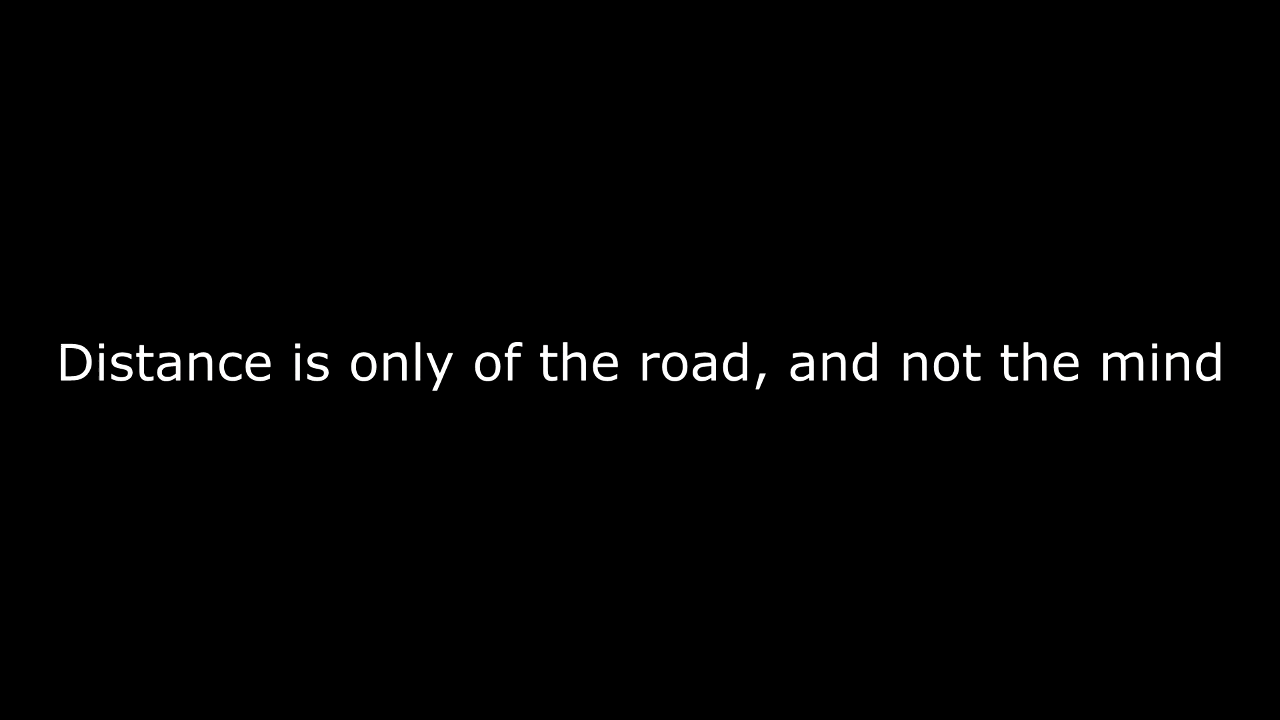 Distance is only of the road, and not the mind